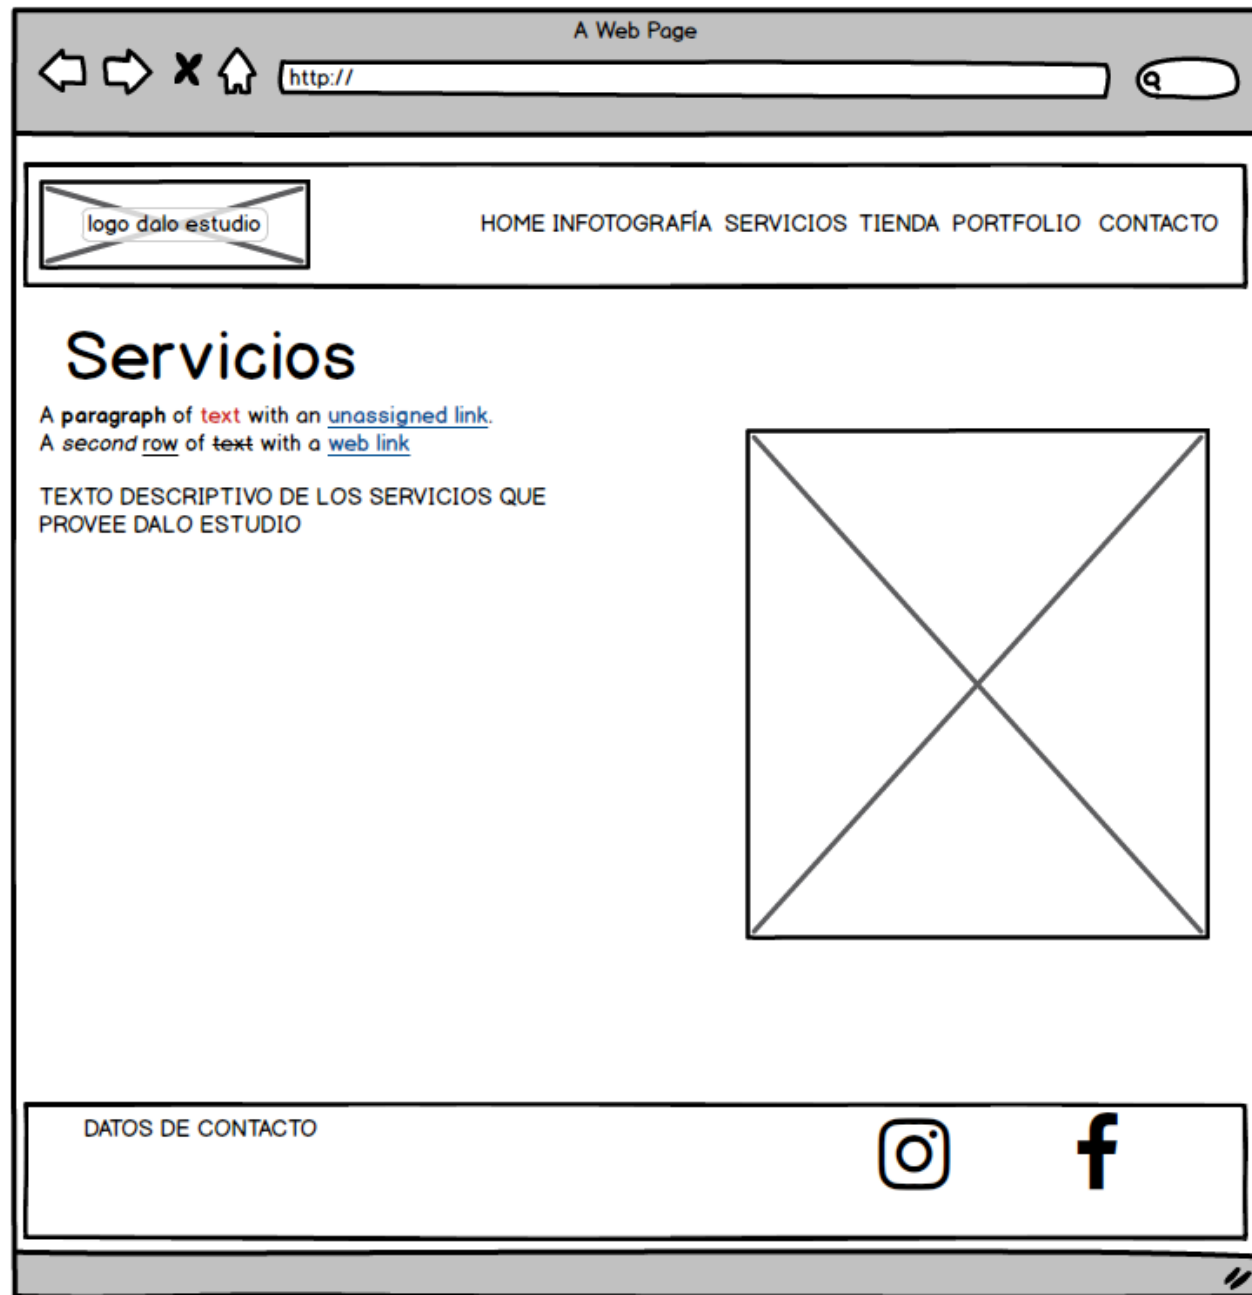 A Web Page
http://
logo dalo estudio
HOME INFOTOGRAFÍA SERVICIOS TIENDA PORTFOLIO CONTACTO
Servicios
A paragraph of text with an unassigned link.
A second row of text with a web link
TEXTO DESCRIPTIVO DE LOS SERVICIOS QUE
PROVEE DALO ESTUDIO
DATOS DE CONTACTO